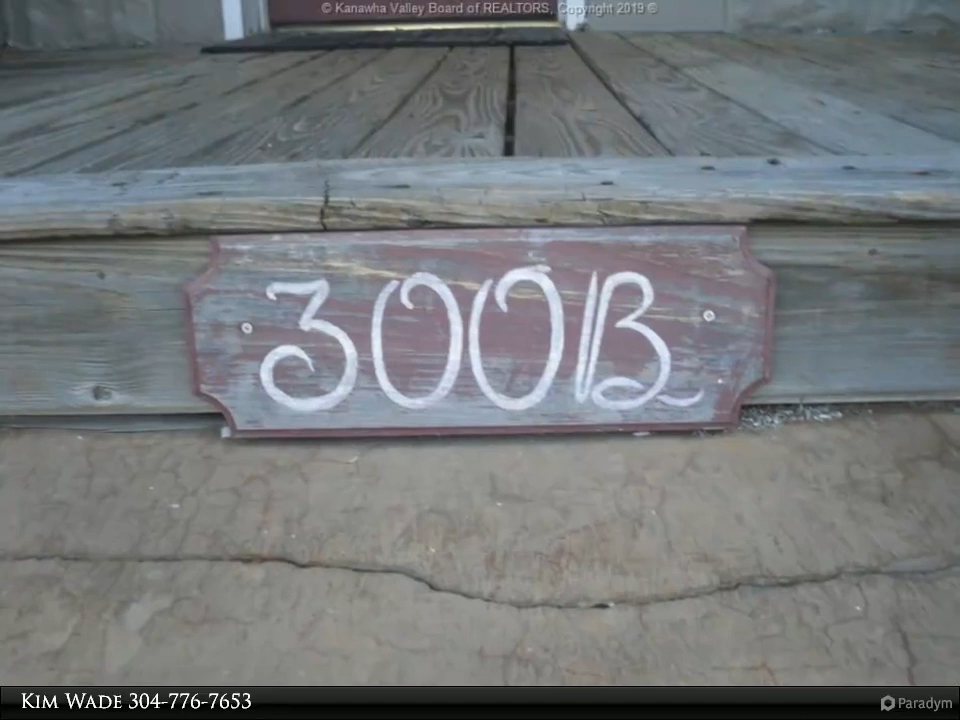 © Kanawha Valley Board of REALTORS, Copyright 2019 ©
300B
KIM WADE 304-776-7653
Paradym